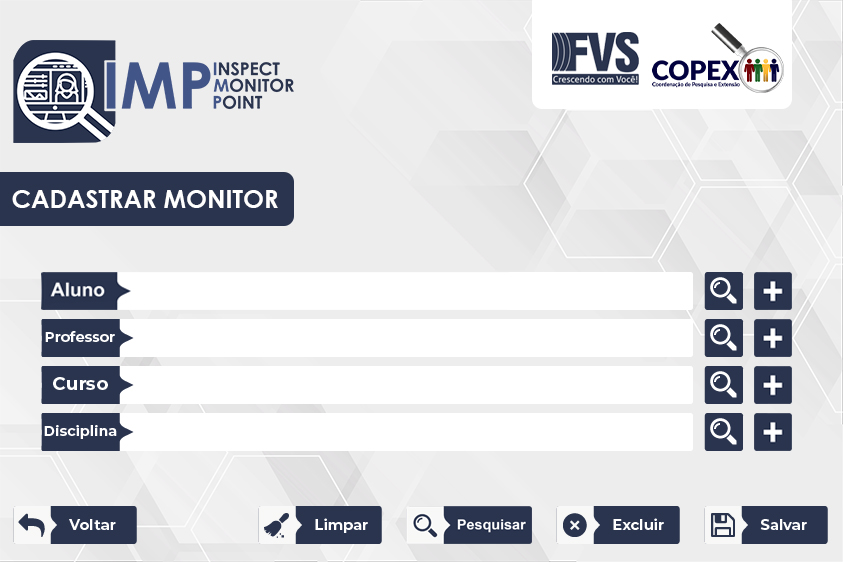 IMP
INSPECT
MONITOR
POINT
FVS
Crescendo com Você!
COPEX
Coordenação de Pesquisa e Extensão
CADASTRAR MONITOR
Aluno
Professor
Curso
Disciplina
Voltar
Limpar
Pesquisar
Excluir
Salvar